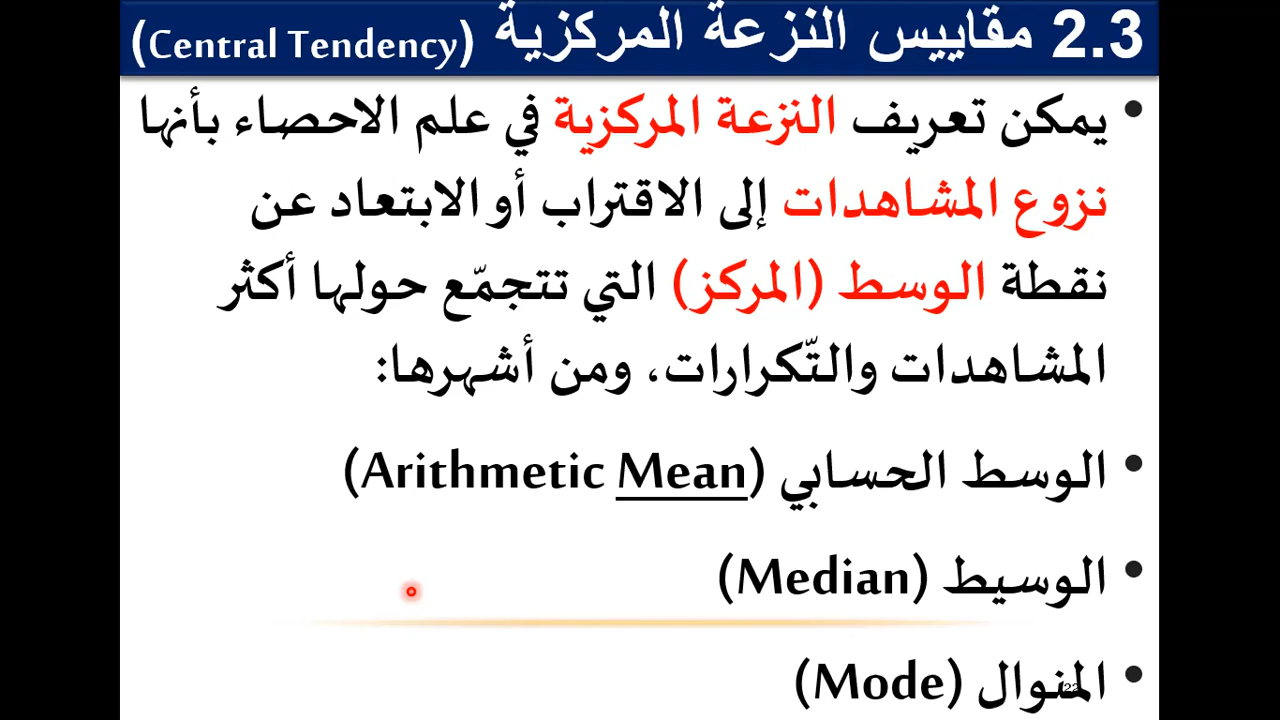 2.3 مقاييس النزعة المركزية (Central Tendency)
• يمكن تعريف النزعة المركزية في علم الاحصاء بأنها
نزوع المشاهدات إلى الاقتراب أو الابتعاد عن
نقطة الوسط (المركز) التي تتجمّع حولها أكثر
المشاهدات والتّكرارات، ومن أشهرها:
• الوسط الحسابي (Arithmetic Mean)
• الوسيط (Median)
• المنوال (Mode)
22